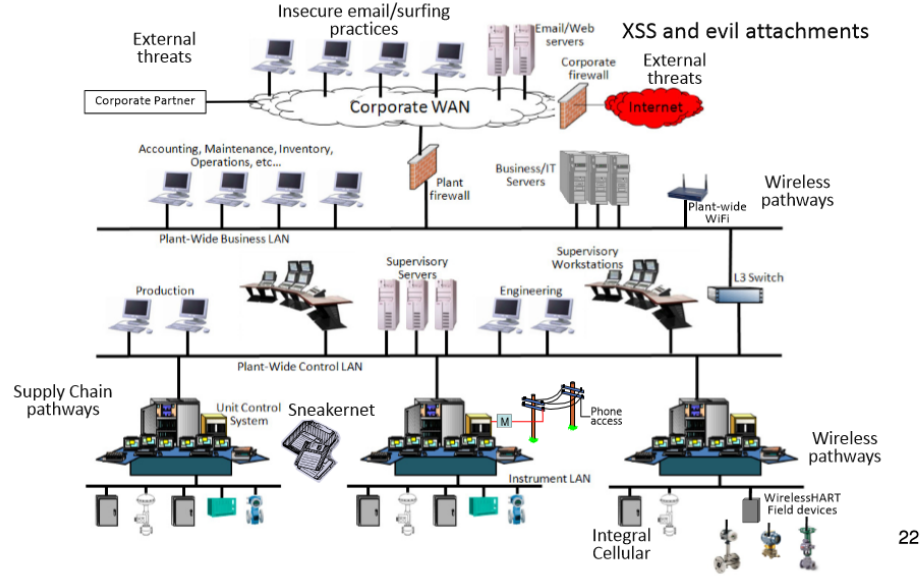 Insecure email/surfing
practices
External
threats
Email/Web
servers
XSS and evil attachments
Corporate
firewall
External
threats
Corporate Partner
Corporate WAN
Internet
Accounting, Maintenance, Inventory,
Operations, etc...
Plant
firewall
Business/IT
Servers
Plant-wide
WiFi
Wireless
pathways
Plant-Wide Business LAN
Production
Supervisory
Servers
Engineering
Supervisory
Workstations
L3 Switch
Plant-Wide Control LAN
Supply Chain
pathways
Unit Control
System
Sneakernet
M
Phone
access
Wireless
pathways
Instrument LAN
Integral
Cellular
WirelessHART
Field devices
22